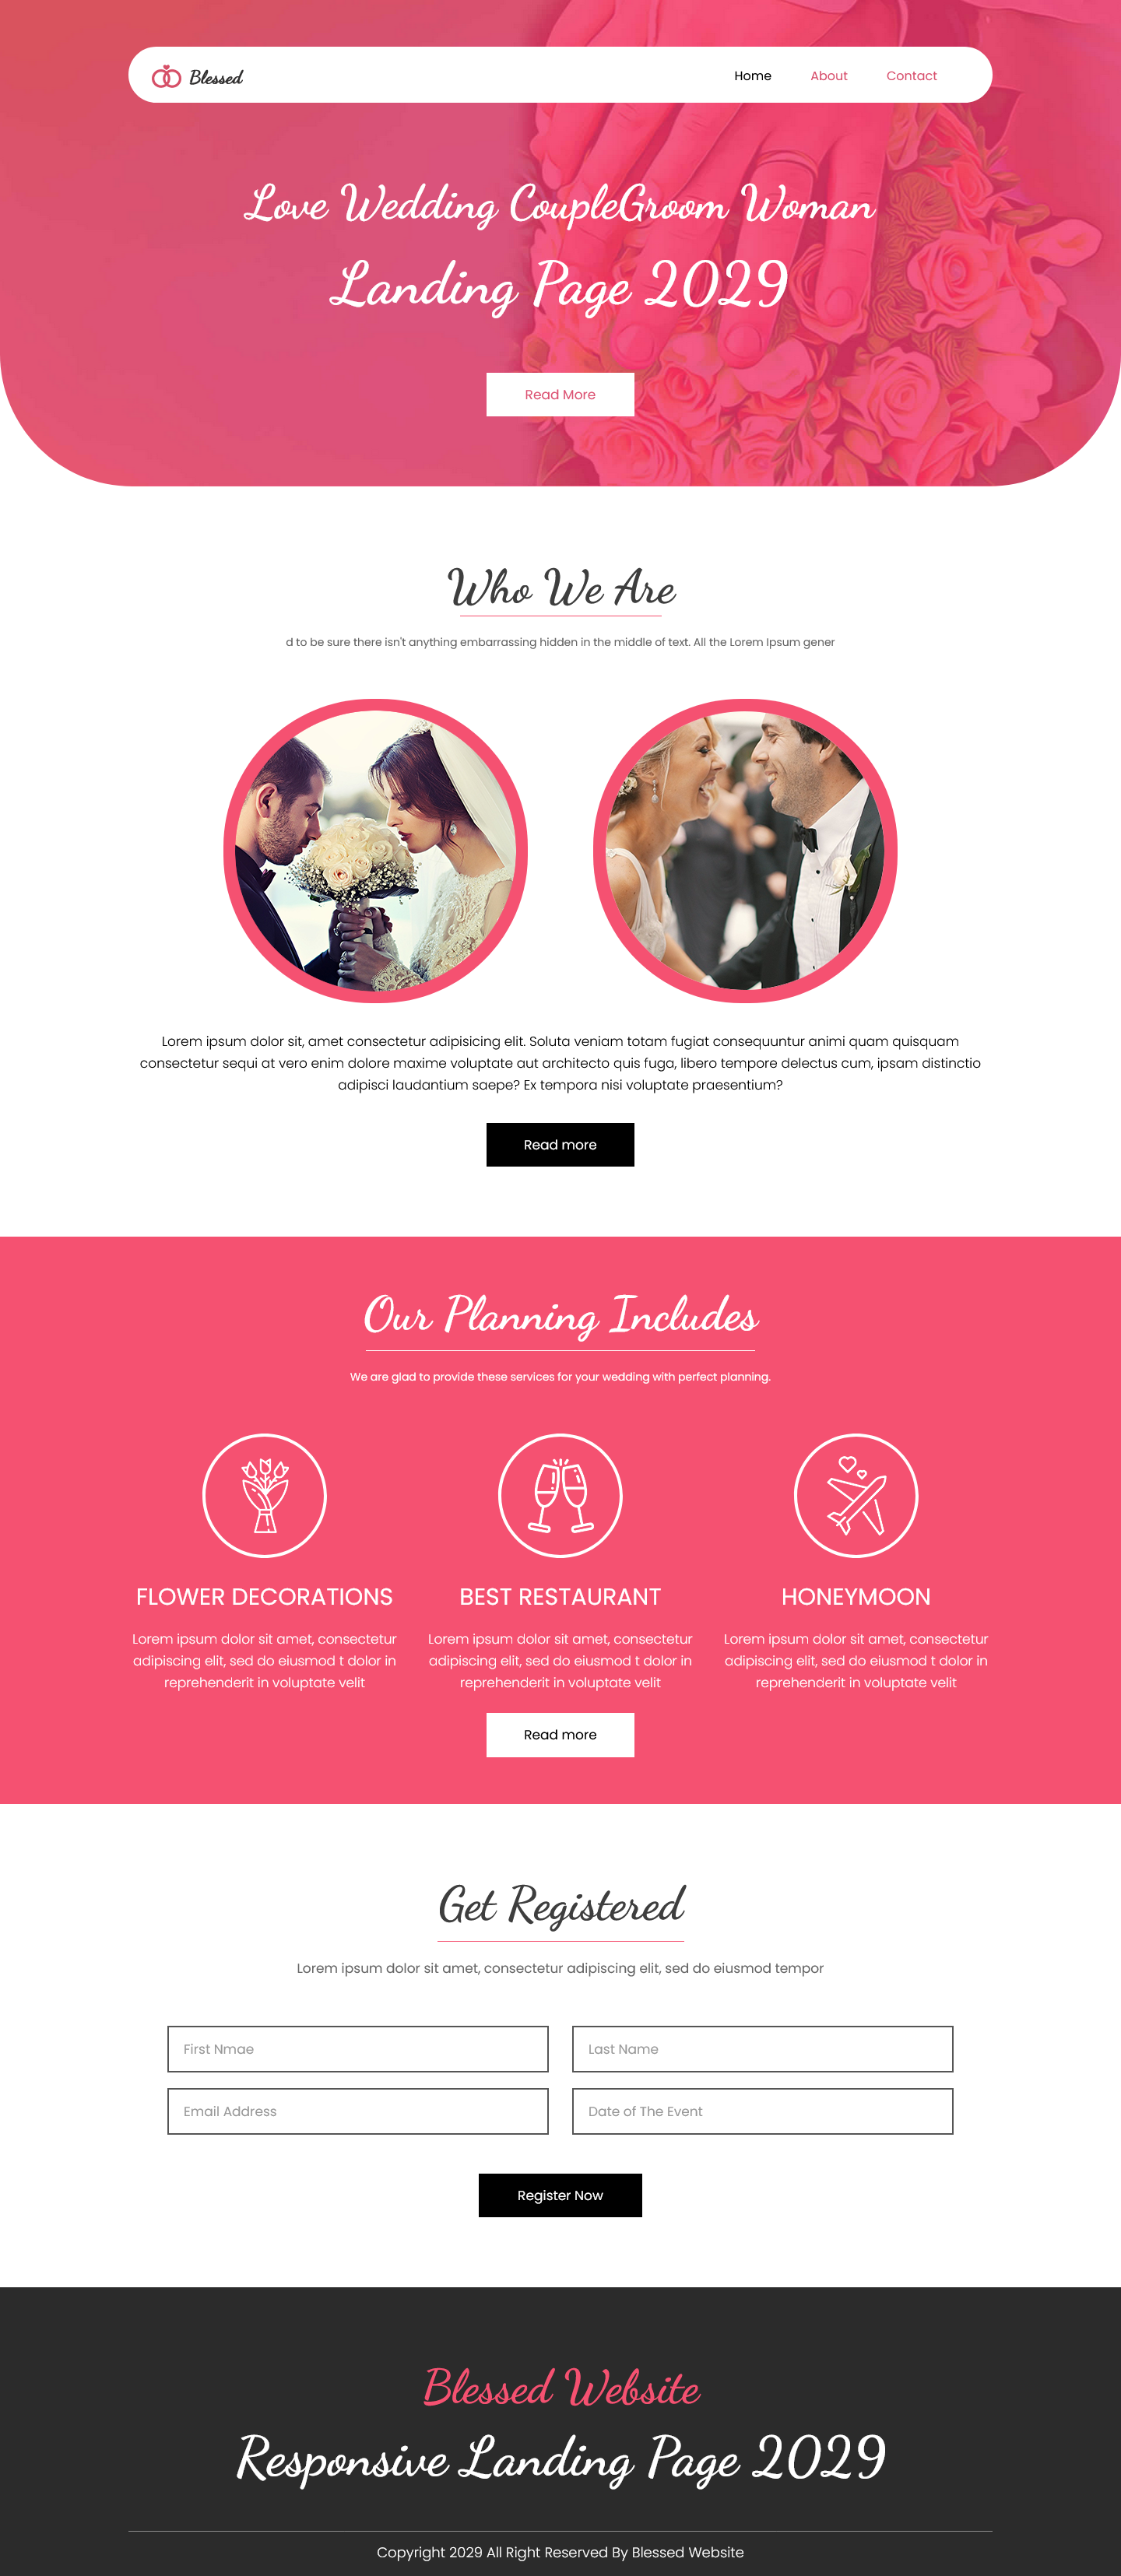 Blessed
Home About Contact
Love Wedding CoupleGroom Woman
Landing Page 2029
Read More
Who We Are
d to be sure there isn't anything embarrassing hidden in the middle of text. All the Lorem Ipsum gener
Lorem ipsum dolor sit, amet consectetur adipisicing elit. Soluta veniam totam fugiat consequuntur animi quam quisquam
consectetur sequi at vero enim dolore maxime voluptate aut architecto quis fuga, libero tempore delectus cum, ipsam distinctio
adipisci laudantium saepe? Ex tempora nisi voluptate praesentium?
Read more
Our Planning Includes
We are glad to provide these services for your wedding with perfect planning.
FLOWER DECORATIONS
Lorem ipsum dolor sit amet, consectetur
adipiscing elit, sed do eiusmod t dolor in
reprehenderit in voluptate velit
BEST RESTAURANT
Lorem ipsum dolor sit amet, consectetur
adipiscing elit, sed do eiusmod t dolor in
reprehenderit in voluptate velit
HONEYMOON
Lorem ipsum dolor sit amet, consectetur
adipiscing elit, sed do eiusmod t dolor in
reprehenderit in voluptate velit
Read more
Get Registered
Lorem ipsum dolor sit amet, consectetur adipiscing elit, sed do eiusmod tempor
First Nmae
Last Name
Email Address
Date of The Event
Register Now
Blessed Website
Responsive Landing Page 2029
Copyright 2029 All Right Reserved By Blessed Website